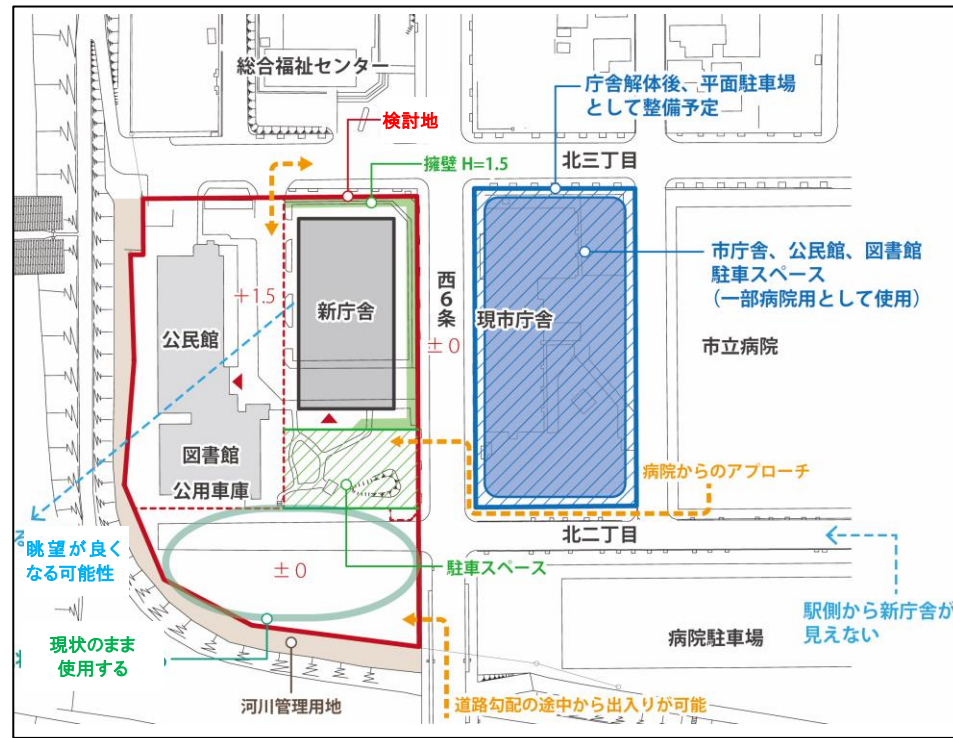 総合福祉センター
庁舎解体後、平面駐車場
として整備予定
検討地
北三丁目
擁壁 H=1.5
市庁舎、公民館、図書館
駐車スペース
（一部病院用として使用）
西6条
+1.5
新庁舎
現市庁舎
公民館
±0
市立病院
図書館
病院からのアプローチ
公用車庫
北二丁目
眺望が良く
なる可能性
±0
駐車スペース
駅側から新庁舎が
見えない
現状のまま
使用する
病院駐車場
河川管理用地
道路勾配の途中から出入りが可能